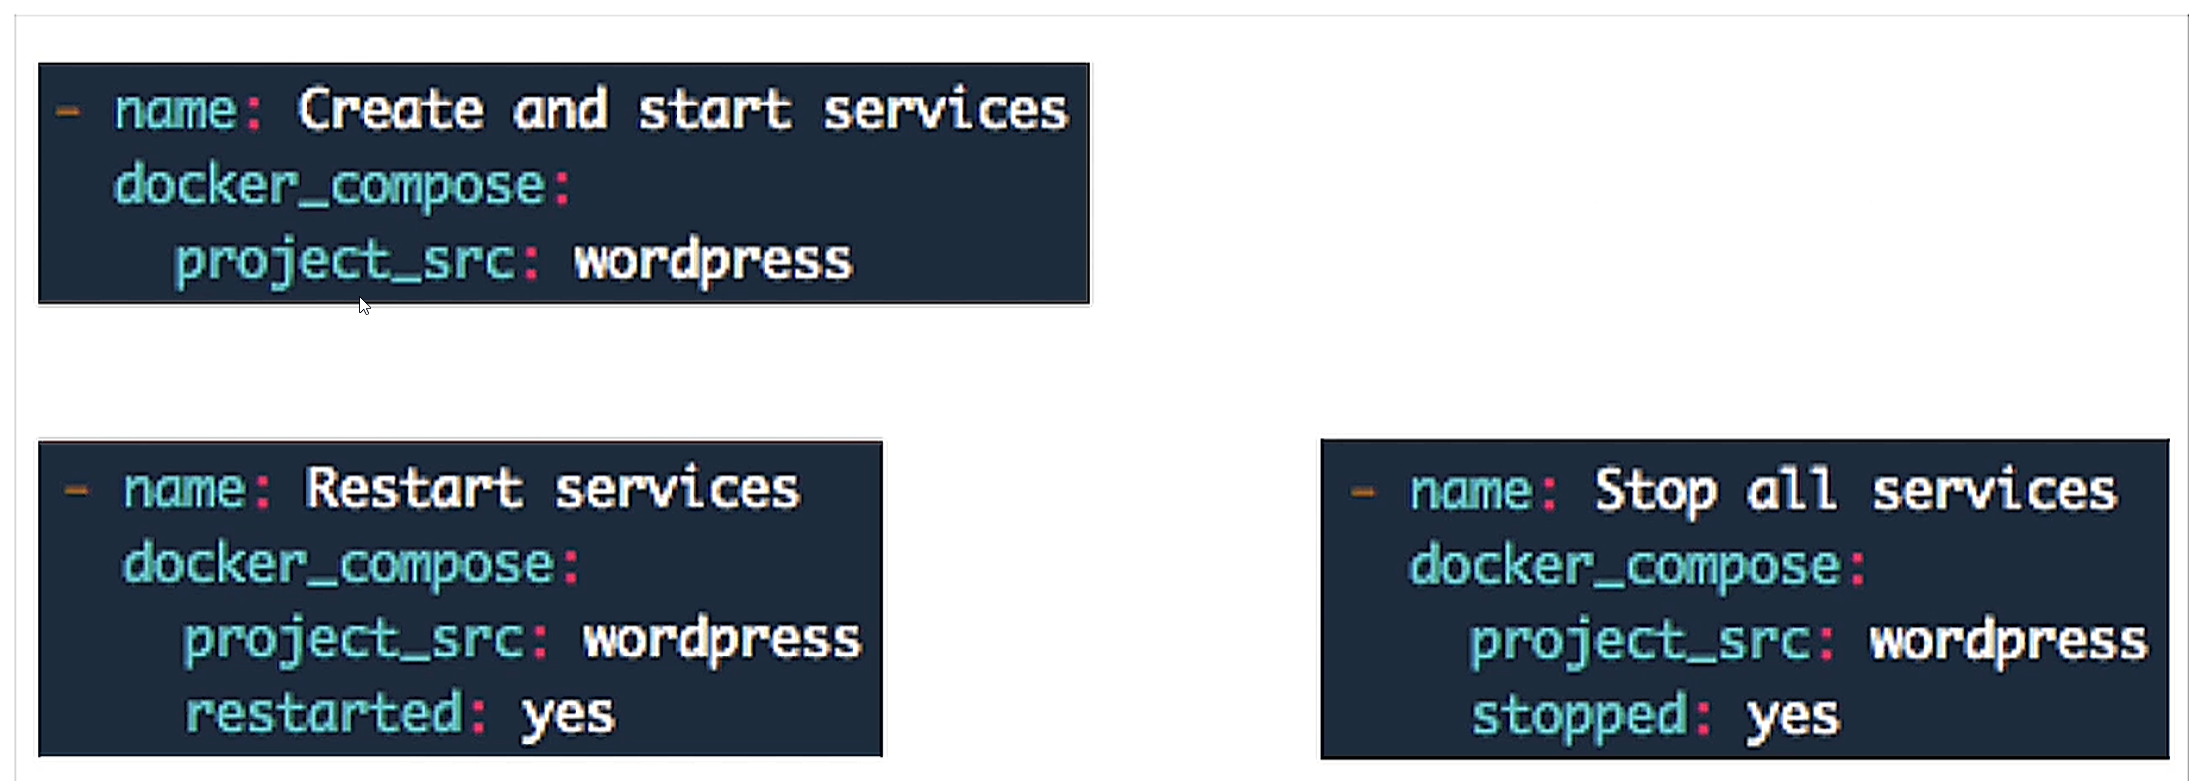 - name: Create and start services
docker_compose:
project_src: wordpress
- name: Restart services
docker_compose:
project_src: wordpress
restarted: yes
- name: Stop all services
docker_compose:
project_src: wordpress
stopped: yes